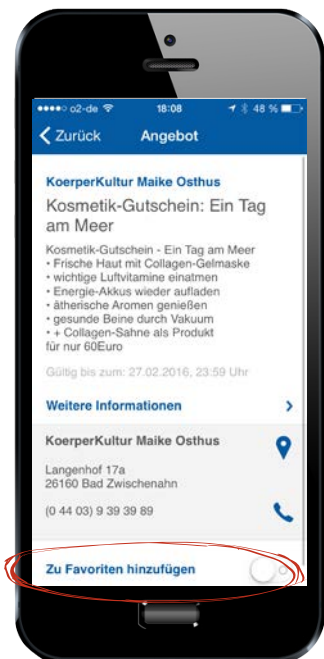 o2-de 18:08 48 %
Zurück Angebot
KoerperKultur Maike Osthus
Kosmetik-Gutschein: Ein Tag
am Meer
Kosmetik-Gutschein - Ein Tag am Meer
• Frische Haut mit Collagen-Gelmaske
• wichtige Luftvitamine einatmen
• Energie-Akkus wieder aufladen
• ätherische Aromen genießen
• gesunde Beine durch Vakuum
• + Collagen-Sahne als Produkt
für nur 60Euro
Gültig bis zum: 27.02.2016, 23:59 Uhr
Weitere Informationen
KoerperKultur Maike Osthus
Langenhof 17a
26160 Bad Zwischenahn
(0 44 03) 9 39 39 89
Zu Favoriten hinzufügen